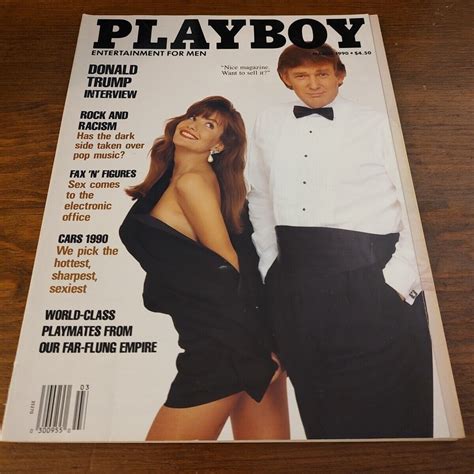 PLAYBOY
ENTERTAINMENT FOR MEN
1990 • $4.50
"Nice magazine.
Want to sell it?"
DONALD
TRUMP
INTERVIEW
ROCK AND
RACISM
Has the dark
side taken over
pop music?
FAX 'N' FIGURES
Sex comes
to the
electronic
office
CARS 1990
We pick the
hottest,
sharpest,
sexiest
WORLD-CLASS
PLAYMATES FROM
OUR FAR-FLUNG EMPIRE
03